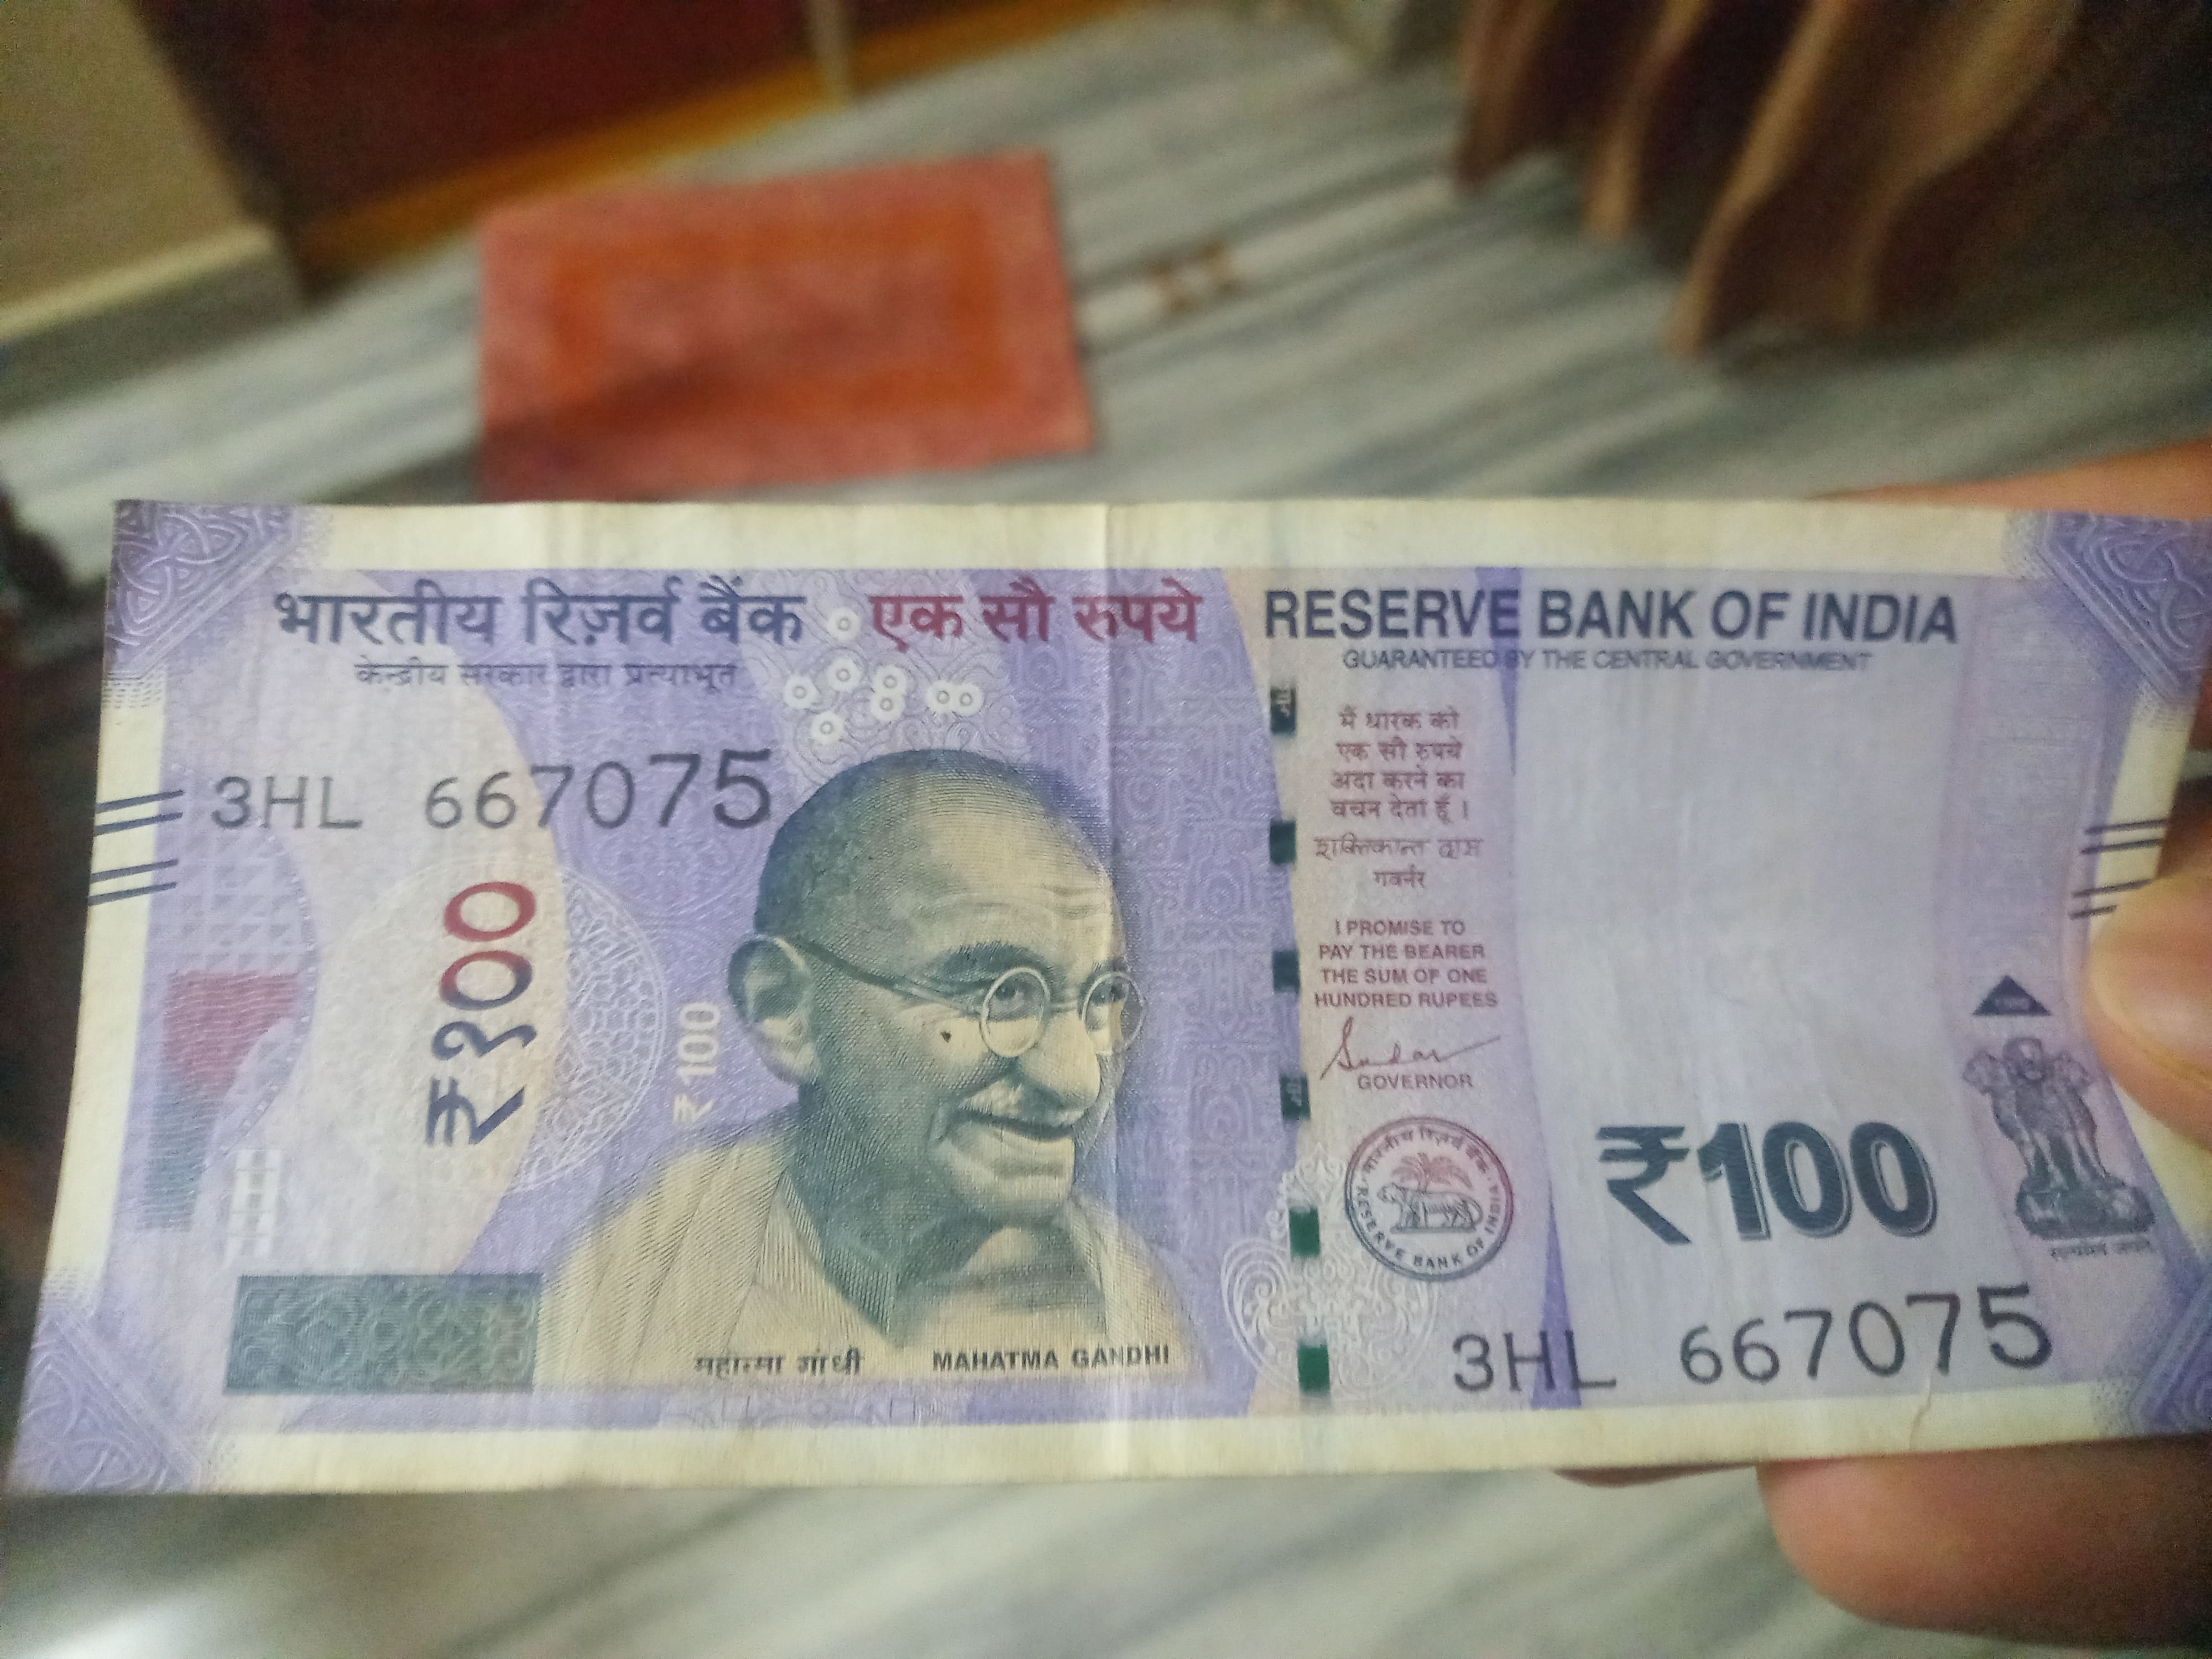 भारतीय रिज़र्व बैंक
केन्द्रीय सरकार द्वारा प्रत्याभूत
एक सौ रुपये
RESERVE BANK OF INDIA
GUARANTEED BY THE CENTRAL GOVERNMENT
3HL 667075
₹१००
₹100
महात्मा गांधी
MAHATMA GANDHI
मैं धारक को
एक सौ रुपये
अदा करने का
वचन देता हूँ ।
शक्तिकान्त दास
गवर्नर
I PROMISE TO
PAY THE BEARER
THE SUM OF ONE
HUNDRED RUPEES
GOVERNOR
भारतीय रिज़र्व बैंक
RESERVE BANK OF INDIA
₹100
सत्यमेव जयते
3HL 667075